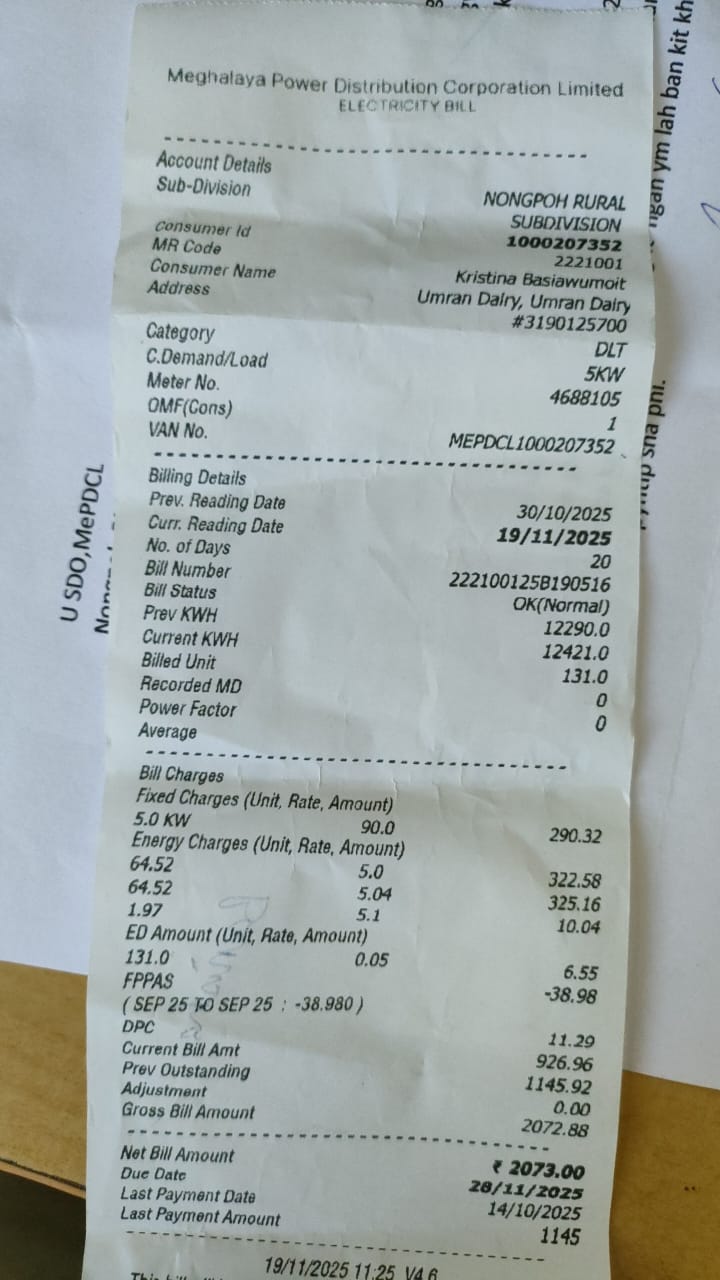 Meghalaya Power Distribution Corporation Limited
ELECTRICITY BILL
Account Details
Sub-Division NONGPOH RURAL SUBDIVISION
Consumer Id 1000207352
MR Code 2221001
Consumer Name Kristina Basiawumoit
Address Umran Dairy, Umran Dairy
#3190125700
Category DLT
C.Demand/Load 5KW
Meter No. 4688105
OMF(Cons) 1
VAN No. MEPDCL1000207352
Billing Details
Prev. Reading Date 30/10/2025
Curr. Reading Date 19/11/2025
No. of Days 20
Bill Number 222100125B190516
Bill Status OK(Normal)
Prev KWH 12290.0
Current KWH 12421.0
Billed Unit 131.0
Recorded MD 0
Power Factor 0
Average
Bill Charges
Fixed Charges (Unit, Rate, Amount)
5.0 KW 90.0 290.32
Energy Charges (Unit, Rate, Amount)
64.52 5.0 322.58
64.52 5.04 325.16
1.97 5.1 10.04
ED Amount (Unit, Rate, Amount)
131.0 0.05 6.55
FPPAS -38.98
( SEP 25 TO SEP 25 : -38.980 )
DPC 11.29
Current Bill Amt 926.96
Prev Outstanding 1145.92
Adjustment 0.00
Gross Bill Amount 2072.88
Net Bill Amount ₹ 2073.00
Due Date 28/11/2025
Last Payment Date 14/10/2025
Last Payment Amount 1145
19/11/2025 11:25 V4.6
U SDO,MePDCL
ngan ym lah ban kit
sna phi.